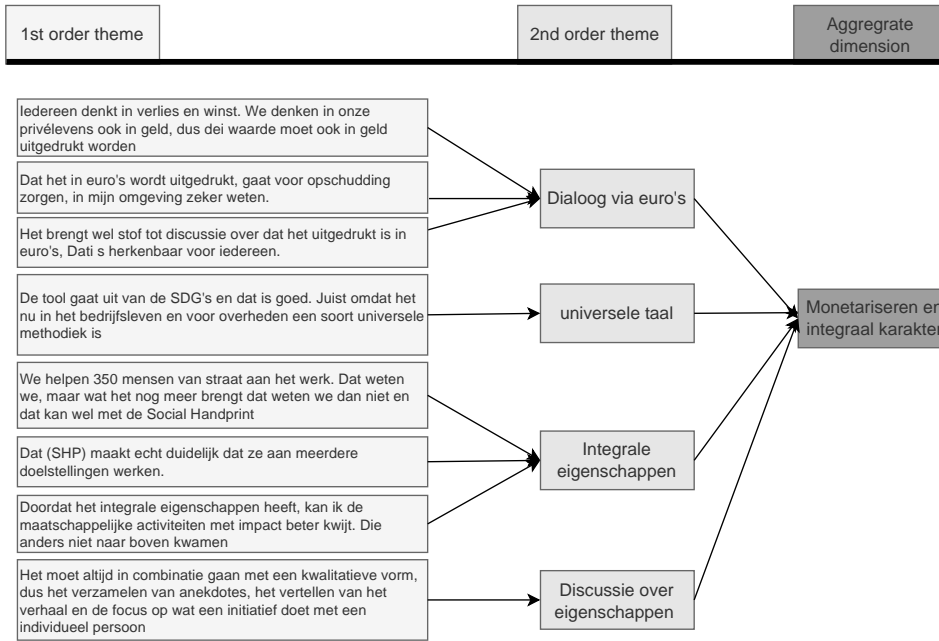 1st order theme
2nd order theme
Aggregrate
dimension
Iedereen denkt in verlies en winst. We denken in onze
privélevens ook in geld, dus dei waarde moet ook in geld
uitgedrukt worden
Dat het in euro's wordt uitgedrukt, gaat voor opschudding
zorgen, in mijn omgeving zeker weten.
Het brengt wel stof tot discussie over dat het uitgedrukt is in
euro's, Dati s herkenbaar voor iedereen.
Dialoog via euro's
De tool gaat uit van de SDG's en dat is goed. Juist omdat het
nu in het bedrijfsleven en voor overheden een soort universele
methodiek is
universele taal
Monetariseren en
integraal karakter
We helpen 350 mensen van straat aan het werk. Dat weten
we, maar wat het nog meer brengt dat weten we dan niet en
dat kan wel met de Social Handprint
Dat (SHP) maakt echt duidelijk dat ze aan meerdere
doelstellingen werken.
Doordat het integrale eigenschappen heeft, kan ik de
maatschappelijke activiteiten met impact beter kwijt. Die
anders niet naar boven kwamen
Integrale
eigenschappen
Het moet altijd in combinatie gaan met een kwalitatieve vorm,
dus het verzamelen van anekdotes, het vertellen van het
verhaal en de focus op wat een initiatief doet met een
individueel persoon
Discussie over
eigenschappen